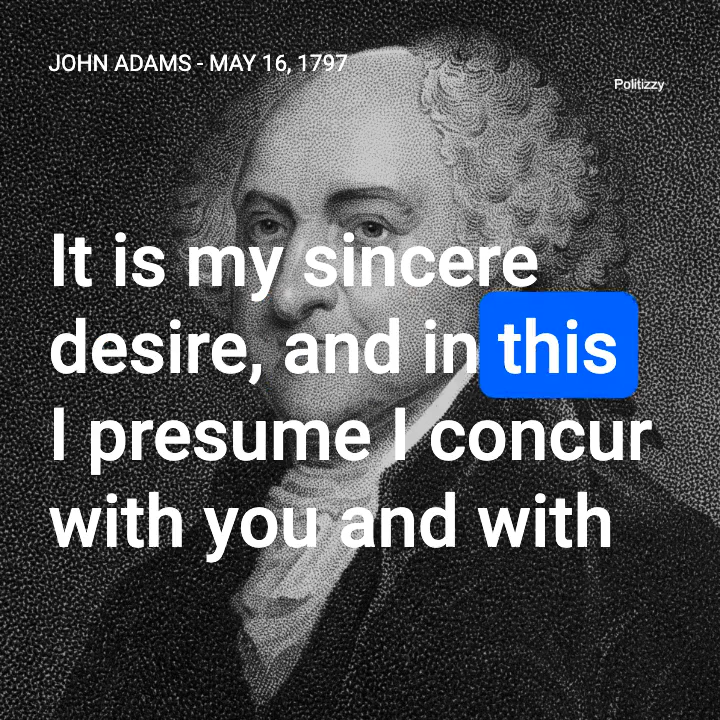 JOHN ADAMS - MAY 16, 1797
Politizzy
It is my sincere
desire, and in this
I presume I concur
with you and with